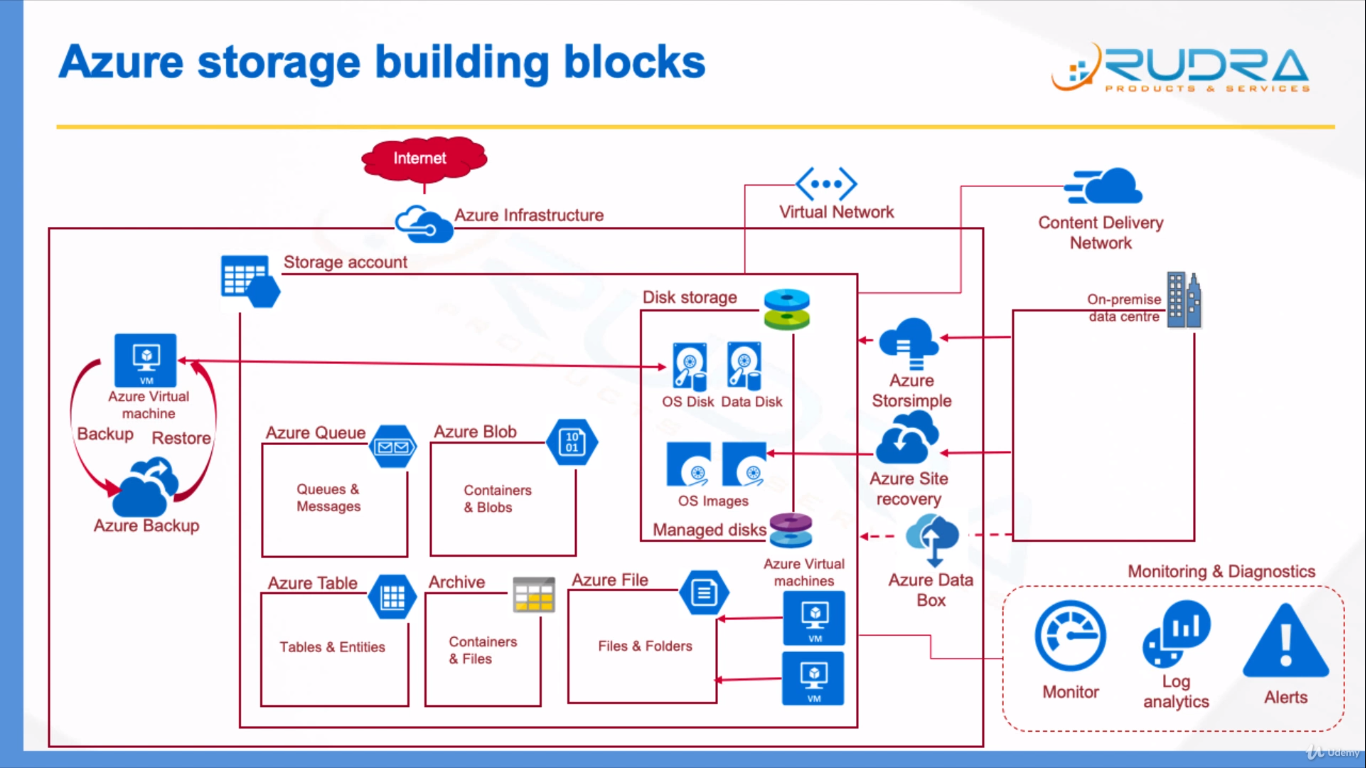 Azure storage building blocks
RUDRA
PRODUCTS & SERVICES
Internet
Azure Infrastructure
Virtual Network
Content Delivery
Network
Storage account
Disk storage
On-premise
data centre
VM
Azure Virtual
machine
Backup
Restore
Azure Backup
OS Disk
Data Disk
Azure
Storsimple
Azure Queue
Queues &
Messages
Azure Blob
10
01
Containers
& Blobs
OS Images
Managed disks
Azure Site
recovery
Azure Virtual
machines
Azure Data
Box
Azure Table
Tables & Entities
Archive
Containers
& Files
Azure File
Files & Folders
VM
VM
Monitoring & Diagnostics
Monitor
Log
analytics
Alerts
Udemy